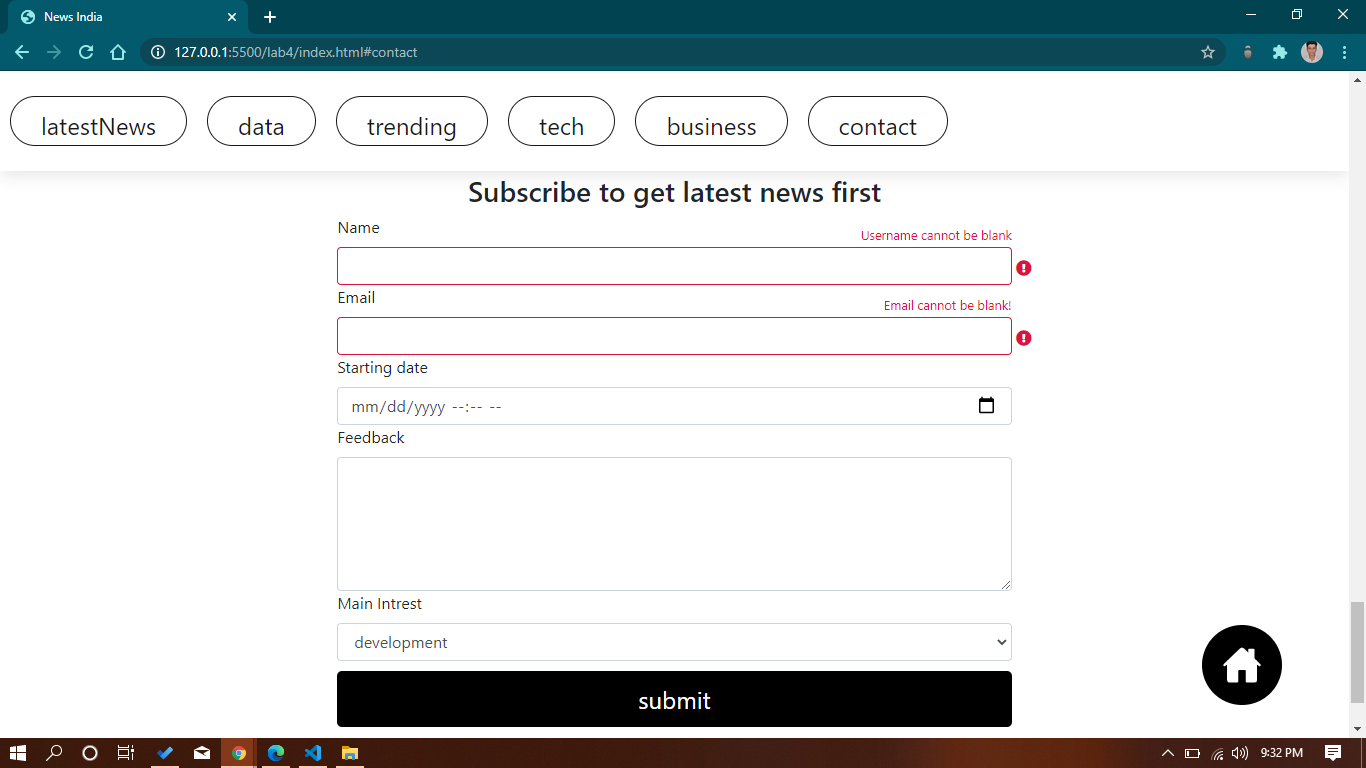 News India
127.0.0.1:5500/lab4/index.html#contact
latestNews data trending tech business contact
Subscribe to get latest news first
Name
Username cannot be blank
Email
Email cannot be blank!
Starting date
mm/dd/yyyy --:-- --
Feedback
Main Intrest
development
submit
9:32 PM